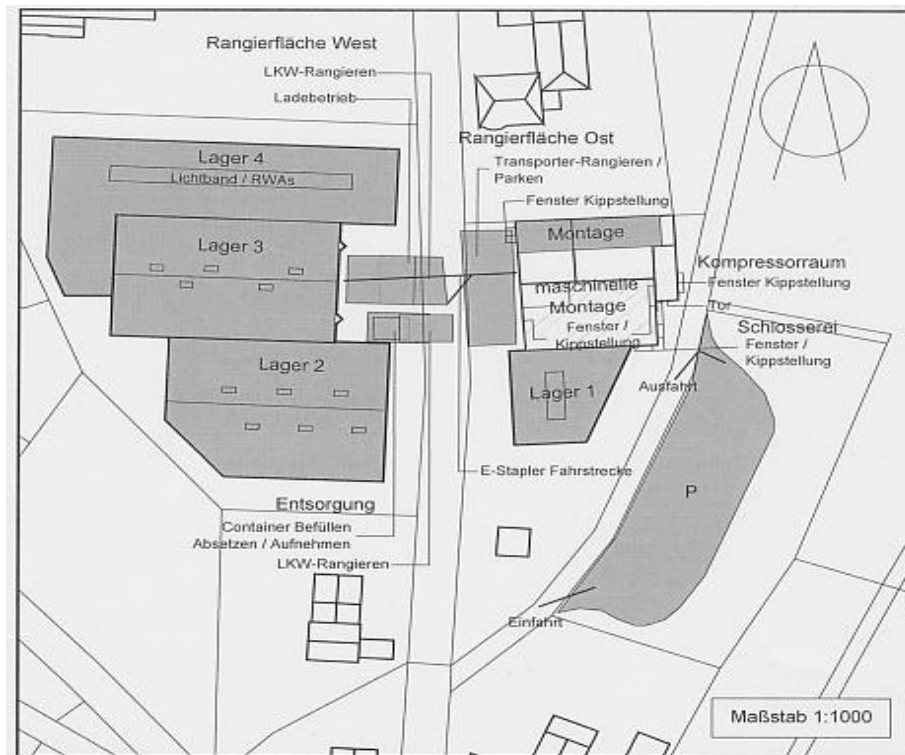 Rangierfläche West
LKW-Rangieren
Ladebetrieb
Rangierfläche Ost
Transporter-Rangieren /
Parken
Fenster Kippstellung
Lager 4
Lichtband / RWAs
Lager 3
Montage
Kompressorraum
Fenster Kippstellung
maschinelle
Montage
Tor
Fenster /
Kippstellung
Schlosserei
Fenster /
Kippstellung
Lager 2
Lager 1
Ausfahrt
E-Stapler Fahrstrecke
P
Entsorgung
Container Befüllen
Absetzen / Aufnehmen
LKW-Rangieren
Einfahrt
Maßstab 1:1000